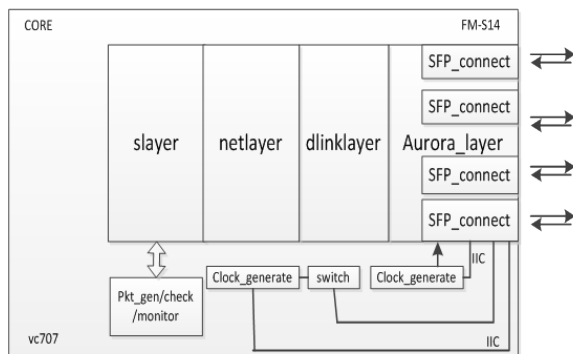 CORE
FM-S14
SFP_connect
SFP_connect
slayer
netlayer
dlinklayer
Aurora_layer
SFP_connect
SFP_connect
IIC
Clock_generate
switch
Clock_generate
Pkt_gen/check
/monitor
vc707
IIC